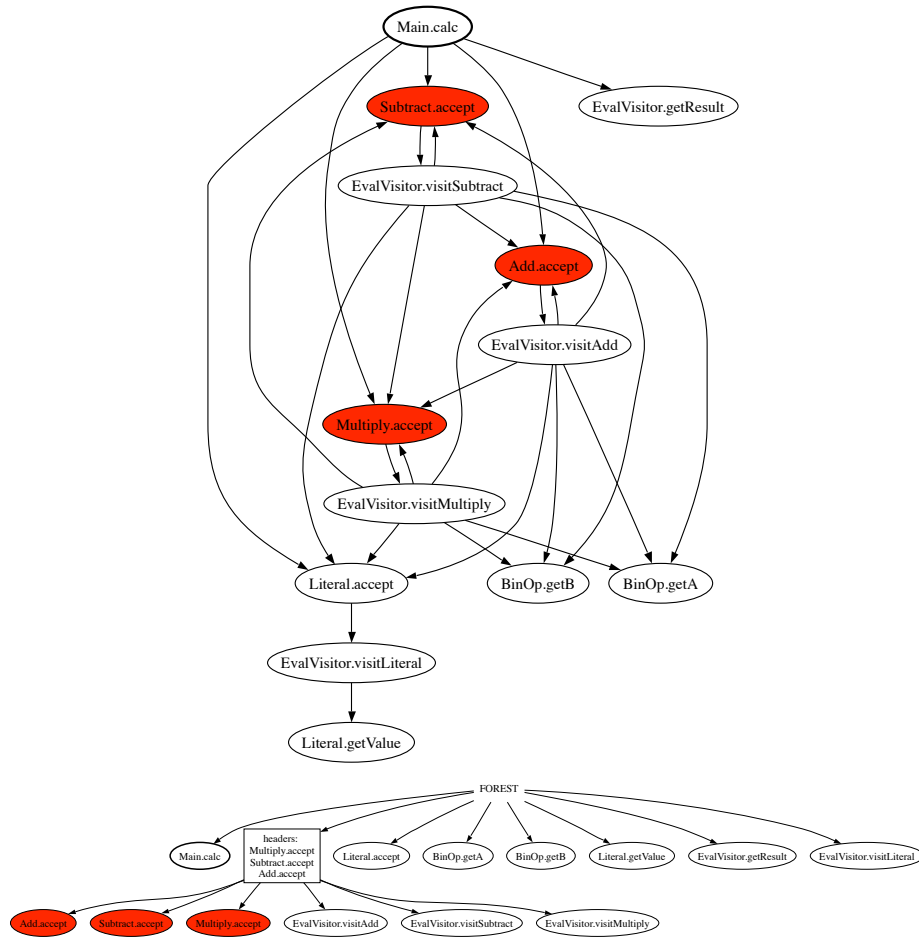 Main.calc
Subtract.accept
EvalVisitor.getResult
EvalVisitor.visitSubtract
Add.accept
EvalVisitor.visitAdd
Multiply.accept
EvalVisitor.visitMultiply
Literal.accept
BinOp.getB
BinOp.getA
EvalVisitor.visitLiteral
Literal.getValue
FOREST
Main.calc
headers:
Multiply.accept
Subtract.accept
Add.accept
Literal.accept
BinOp.getA
BinOp.getB
Literal.getValue
EvalVisitor.getResult
EvalVisitor.visitLiteral
Add.accept
Subtract.accept
Multiply.accept
EvalVisitor.visitAdd
EvalVisitor.visitSubtract
EvalVisitor.visitMultiply